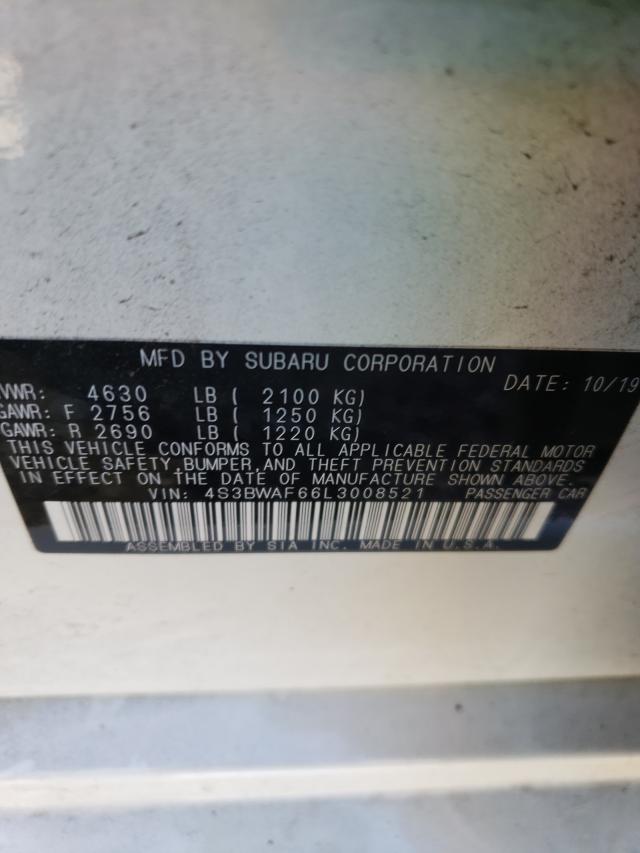 MFD BY SUBARU CORPORATION
DATE: 10/19
VWR: 4630 LB ( 2100 KG)
GAWR: F 2756 LB ( 1250 KG)
GAWR: R 2690 LB ( 1220 KG)
THIS VEHICLE CONFORMS TO ALL APPLICABLE FEDERAL MOTOR
VEHICLE SAFETY,BUMPER,AND THEFT PREVENTION STANDARDS
IN EFFECT ON THE DATE OF MANUFACTURE SHOWN ABOVE.
VIN: 4S3BWAF66L3008521 PASSENGER CAR
ASSEMBLED BY SIA INC. MADE IN U.S.A.